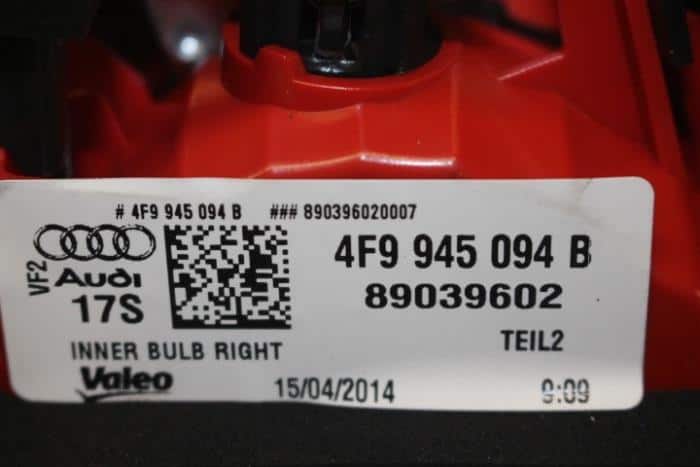 # 4F9 945 094 B ### 890396020007
VF2
Audi
17S
4F9 945 094 B
89039602
TEIL2
INNER BULB RIGHT
Valeo
15/04/2014
9:09